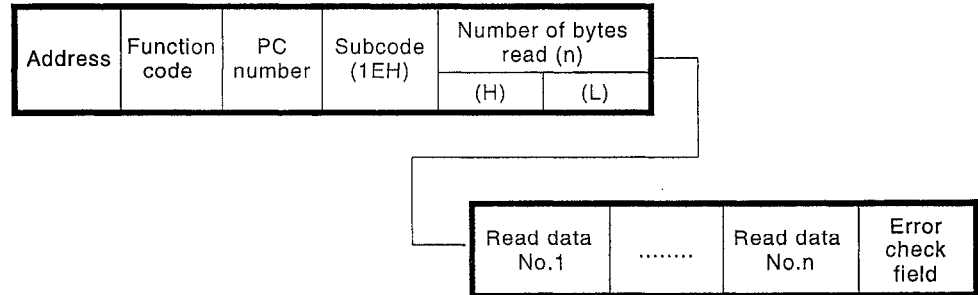 Address
Function
code
PC
number
Subcode
(1EH)
Number of bytes
read (n)
(H)
(L)
Read data
No.1
........
Read data
No.n
Error
check
field